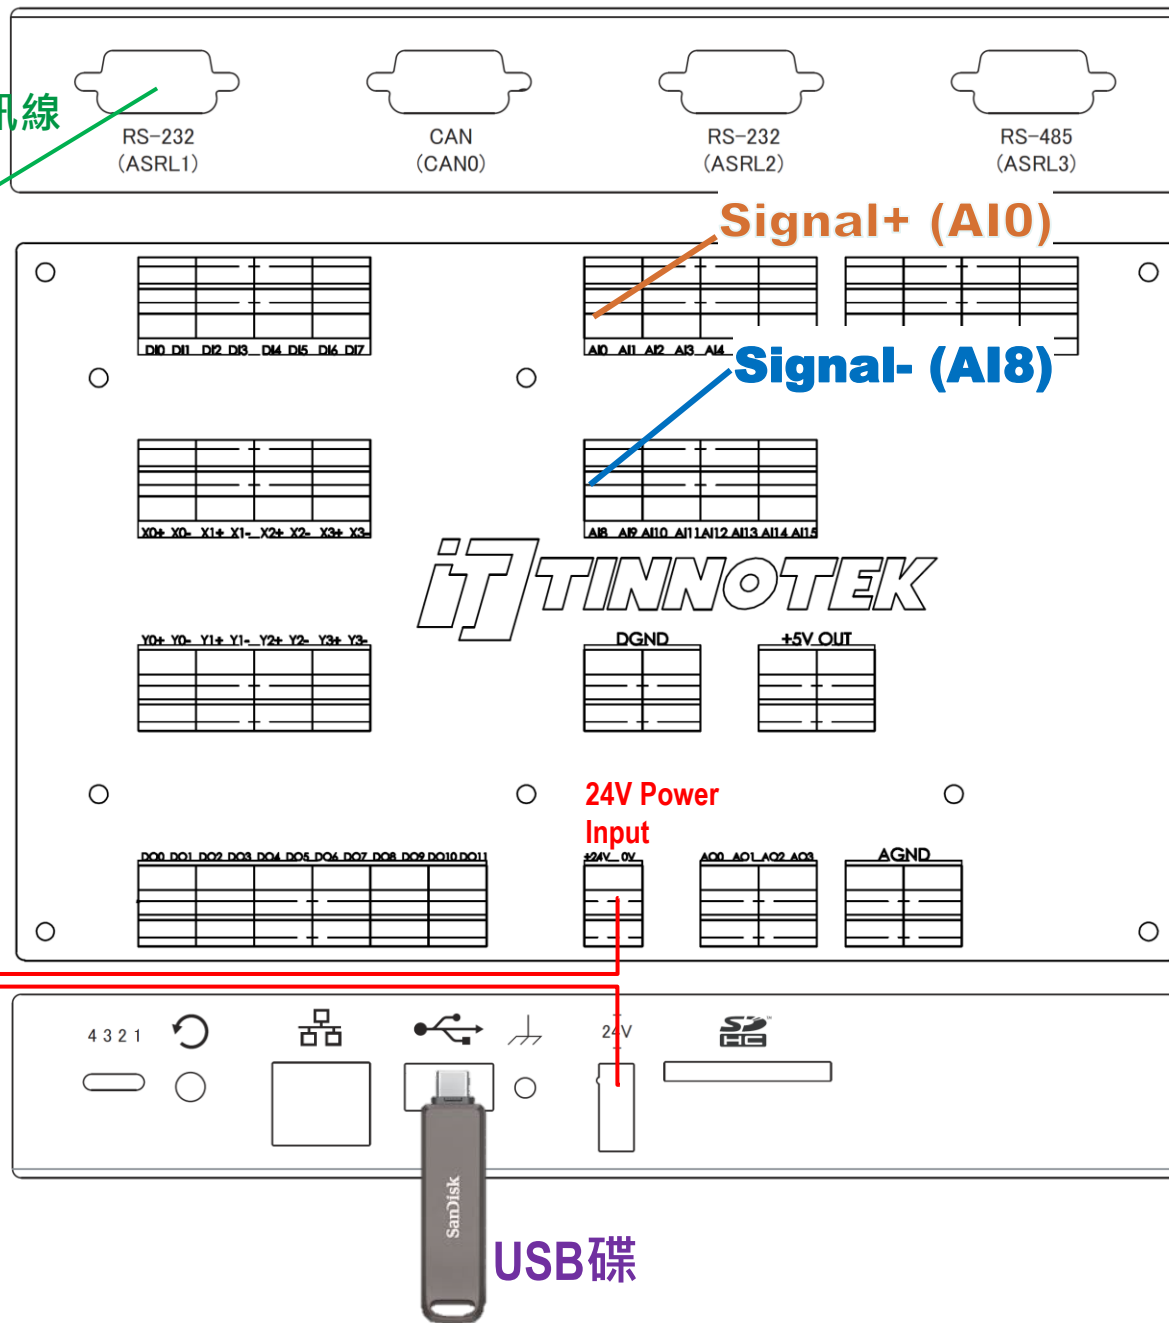 訊線
RS-232
(ASRL1)
CAN
(CAN0)
RS-232
(ASRL2)
RS-485
(ASRL3)
Signal+ (AI0)
DI0 DI1 DI2 DI3 DI4 DI5 DI6 DI7
AI0 AI1 AI2 AI3 AI4
Signal- (AI8)
X0+ X0- X1+ X1- X2+ X2- X3+ X3-
AI8 AI9 AI10 AI11 AI12 AI13 AI14 AI15
iT TINNOTEK
Y0+ Y0- Y1+ Y1- Y2+ Y2- Y3+ Y3-
DGND
+5V OUT
24V Power
Input
DO0 DO1 DO2 DO3 DO4 DO5 DO6 DO7 DO8 DO9 DO10 DO11
+24V 0V
AO0 AO1 AO2 AO3
AGND
4 3 2 1
24V
SD
HC
SanDisk
USB碟